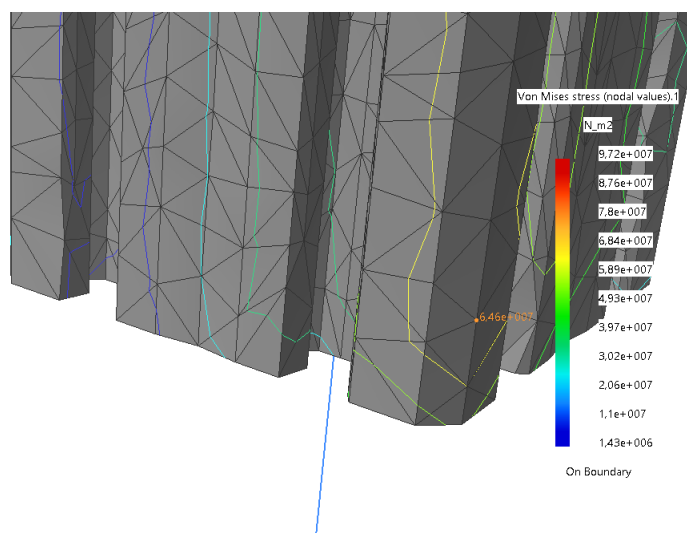 Von Mises stress (nodal values).1
N_m2
9,72e+007
8,76e+007
7,8e+007
6,84e+007
5,89e+007
6,46e+007
4,93e+007
3,97e+007
3,02e+007
2,06e+007
1,1e+007
1,43e+006
On Boundary